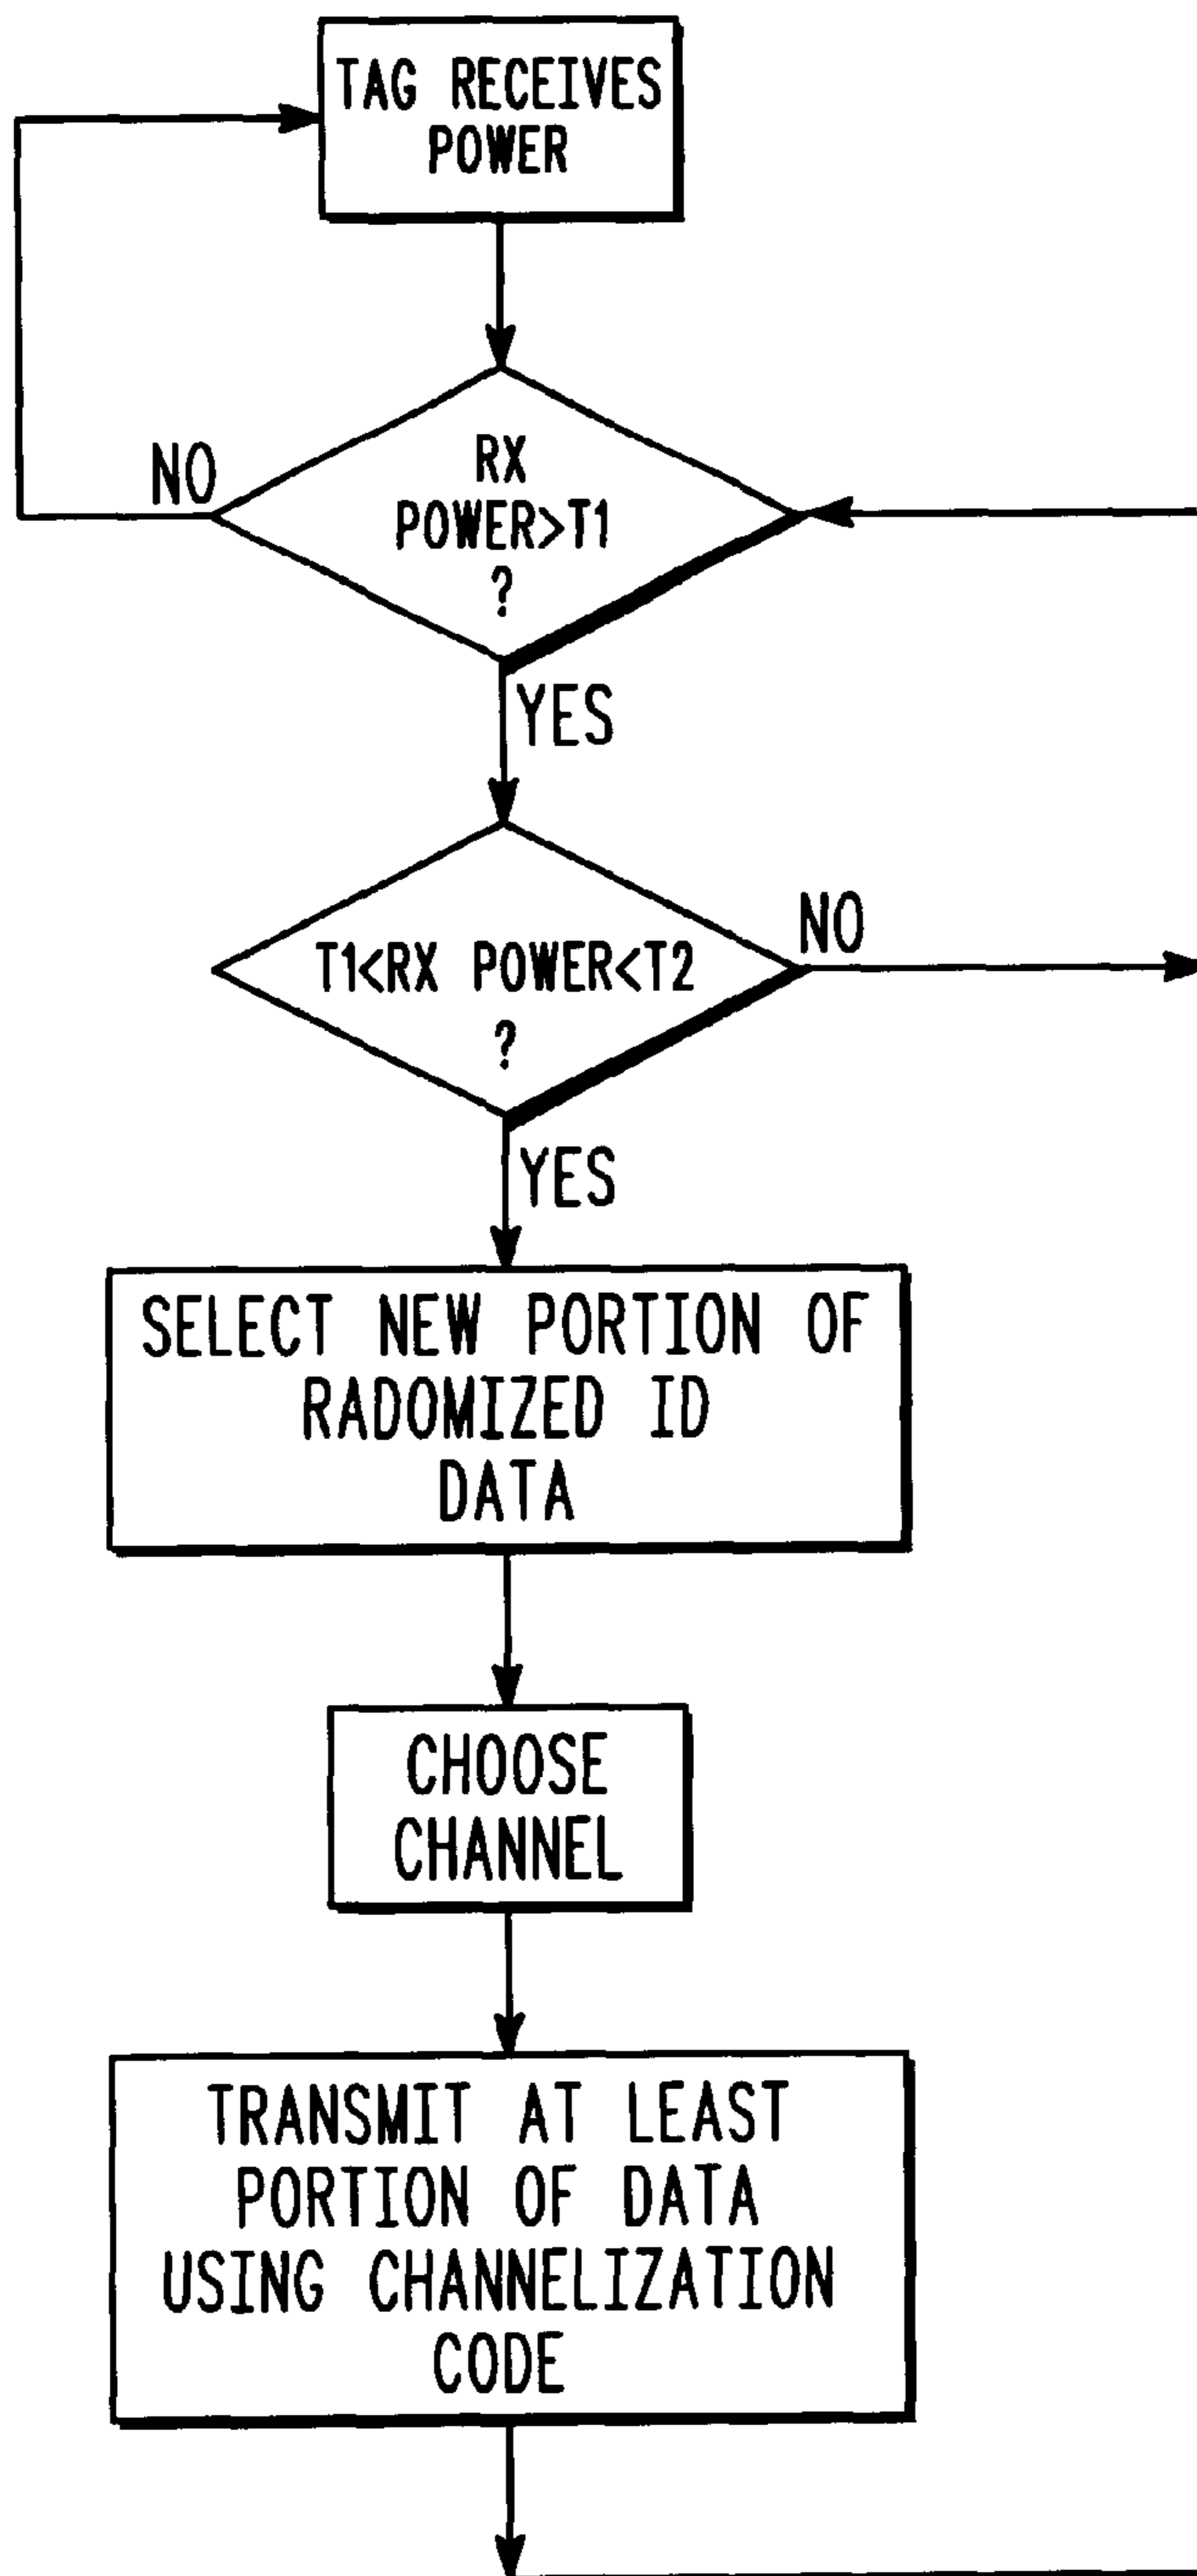 TAG RECEIVES
POWER
RX
POWER>T1
?
NO
YES
T1<RX POWER<T2
?
NO
YES
SELECT NEW PORTION OF
RADOMIZED ID
DATA
CHOOSE
CHANNEL
TRANSMIT AT LEAST
PORTION OF DATA
USING CHANNELIZATION
CODE